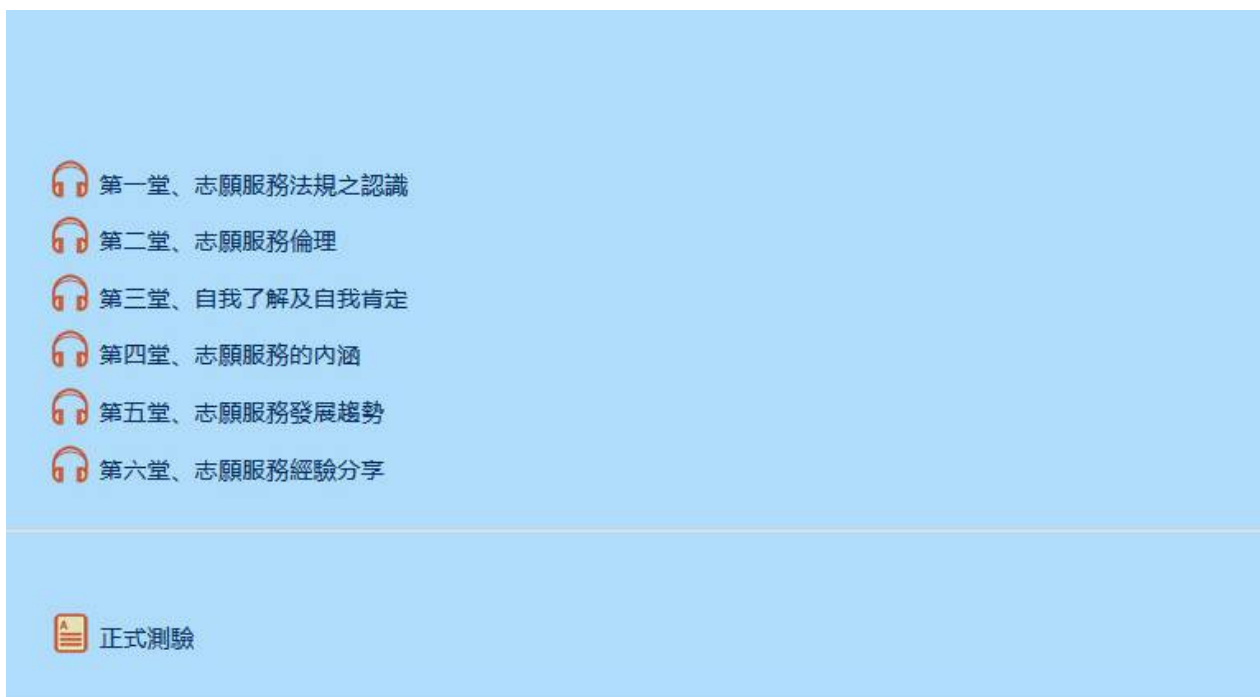 第一堂、志願服務法規之認識
第二堂、志願服務倫理
第三堂、自我了解及自我肯定
第四堂、志願服務的內涵
第五堂、志願服務發展趨勢
第六堂、志願服務經驗分享
正式測驗